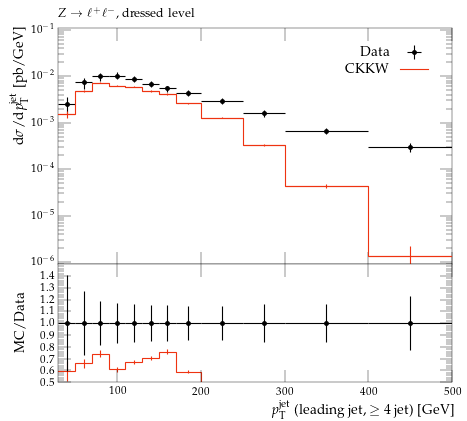 Z → ℓ⁺ℓ⁻, dressed level
dσ/dp_T^jet [pb/GeV]
10⁻¹
10⁻²
10⁻³
10⁻⁴
10⁻⁵
10⁻⁶
Data
CKKW
MC/Data
1.4
1.3
1.2
1.1
1.0
0.9
0.8
0.7
0.6
0.5
100 200 300 400 500
p_T^jet (leading jet, ≥ 4 jet) [GeV]